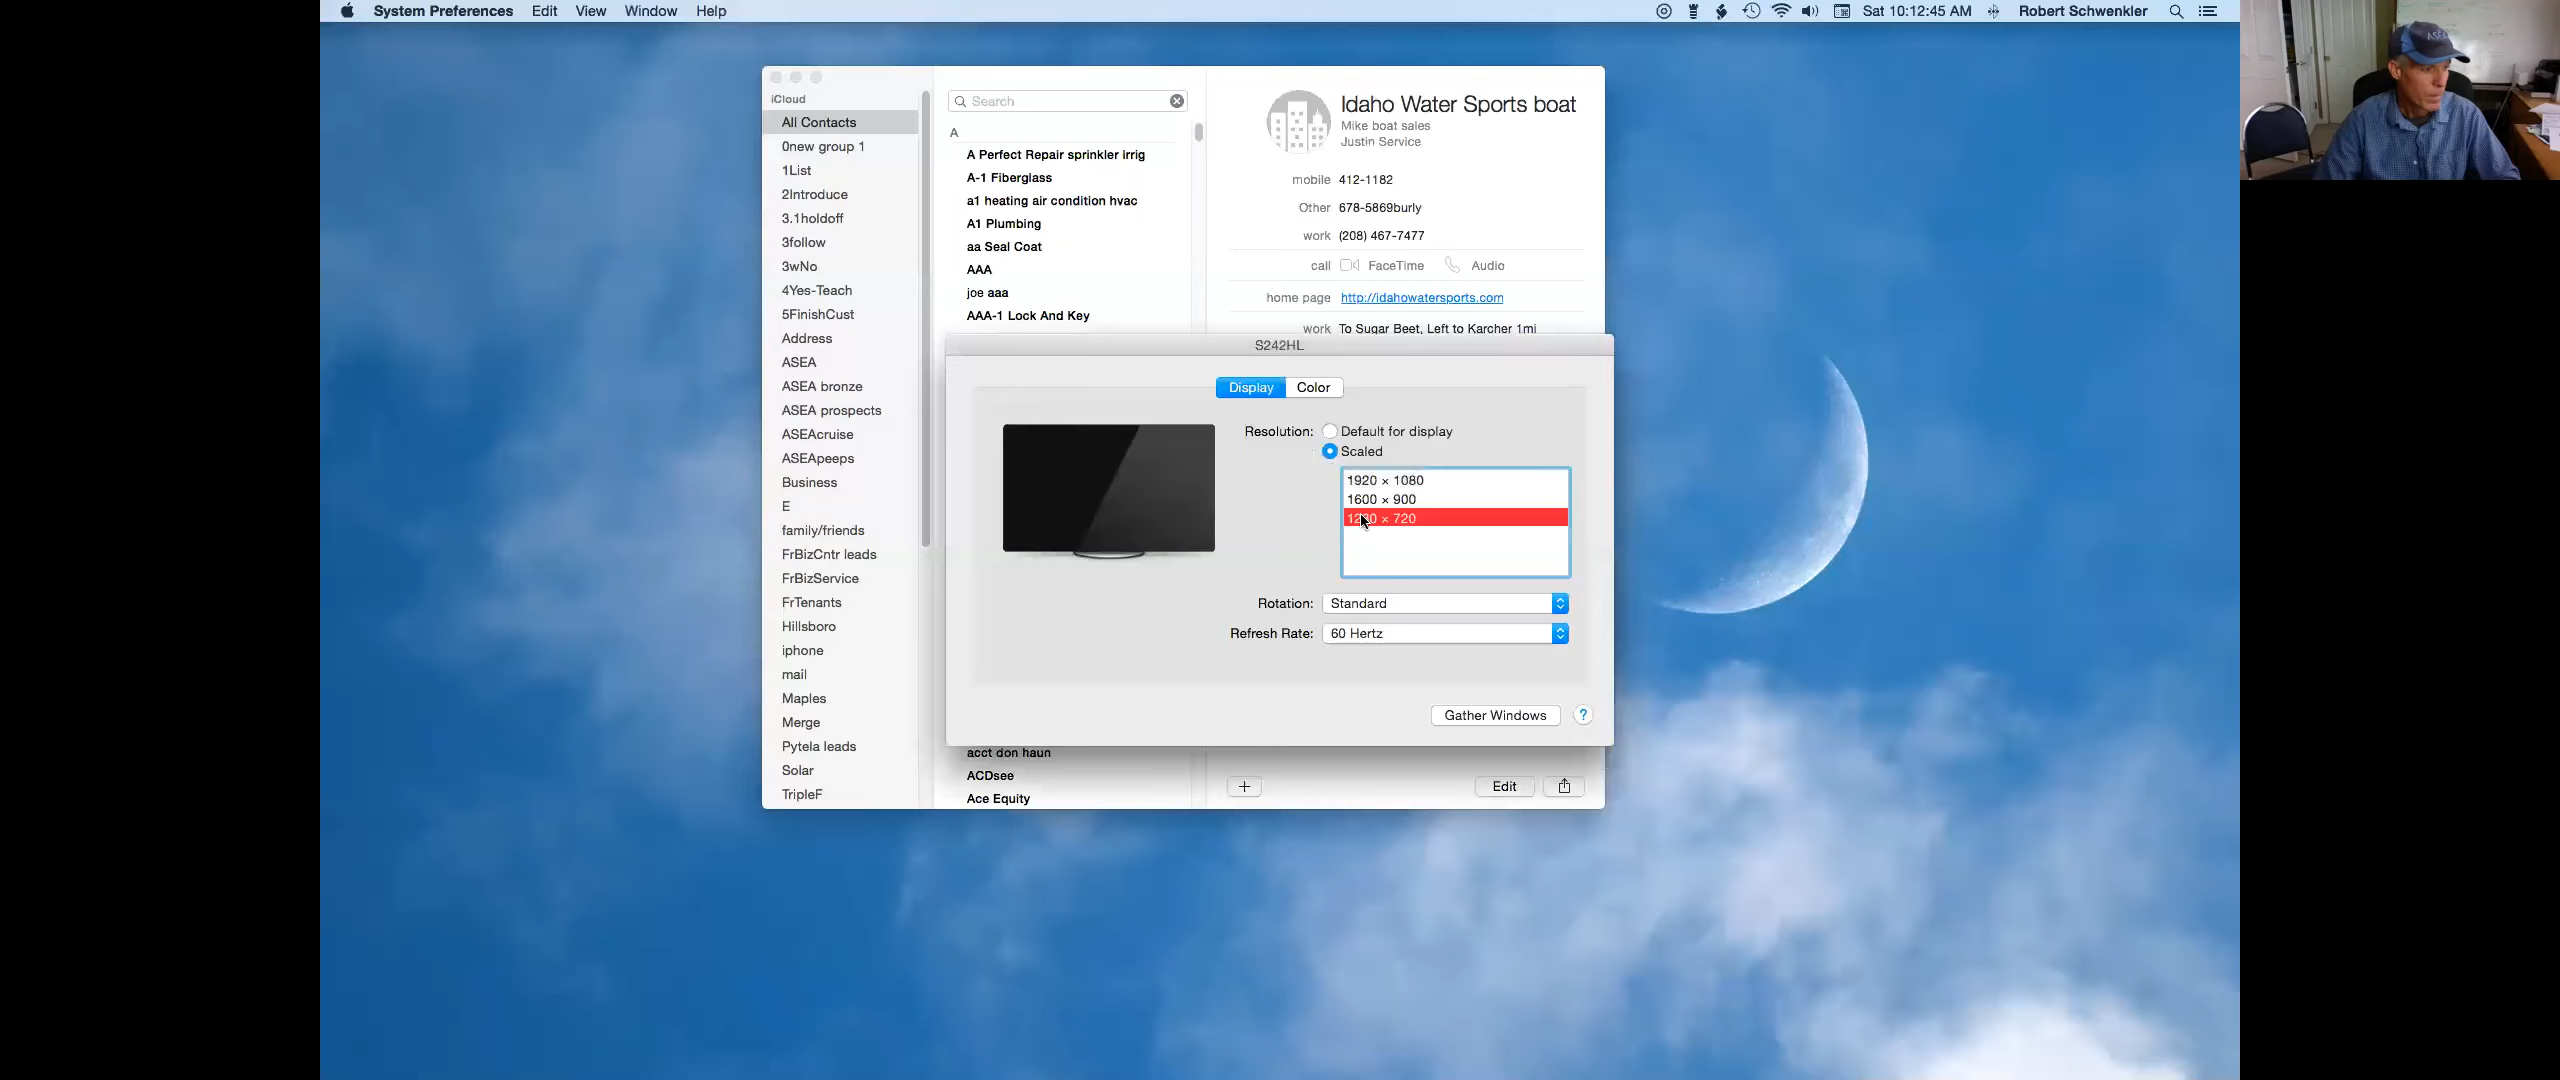 System Preferences Edit View Window Help
Sat 10:12:45 AM Robert Schwenkler
iCloud
All Contacts
0new group 1
1List
2Introduce
3.1holdoff
3follow
3wNo
4Yes-Teach
5FinishCust
Address
ASEA
ASEA bronze
ASEA prospects
ASEAcruise
ASEApeeps
Business
E
family/friends
FrBizCntr leads
FrBizService
FrTenants
Hillsboro
iphone
mail
Maples
Merge
Pytela leads
Solar
TripleF
Search
A
A Perfect Repair sprinkler irrig
A-1 Fiberglass
a1 heating air condition hvac
A1 Plumbing
aa Seal Coat
AAA
joe aaa
AAA-1 Lock And Key
acct don haun
ACDsee
Ace Equity
Idaho Water Sports boat
Mike boat sales
Justin Service
mobile 412-1182
Other 678-5869burly
work (208) 467-7477
call FaceTime Audio
home page http://idahowatersports.com
work To Sugar Beet, Left to Karcher 1mi
Edit
S242HL
Display Color
Resolution: Default for display
Scaled
1920 × 1080
1600 × 900
× 720
Rotation: Standard
Refresh Rate: 60 Hertz
Gather Windows ?
ASEA